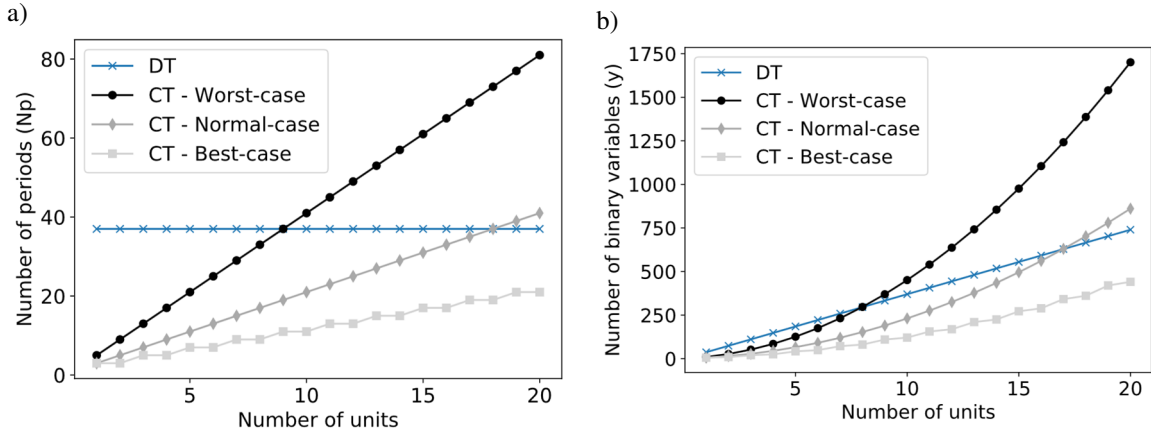 a)
Number of periods (Np)
80
60
40
20
0
DT
CT - Worst-case
CT - Normal-case
CT - Best-case
5 10 15 20
Number of units
b)
Number of binary variables (y)
1750
1500
1250
1000
750
500
250
0
DT
CT - Worst-case
CT - Normal-case
CT - Best-case
5 10 15 20
Number of units